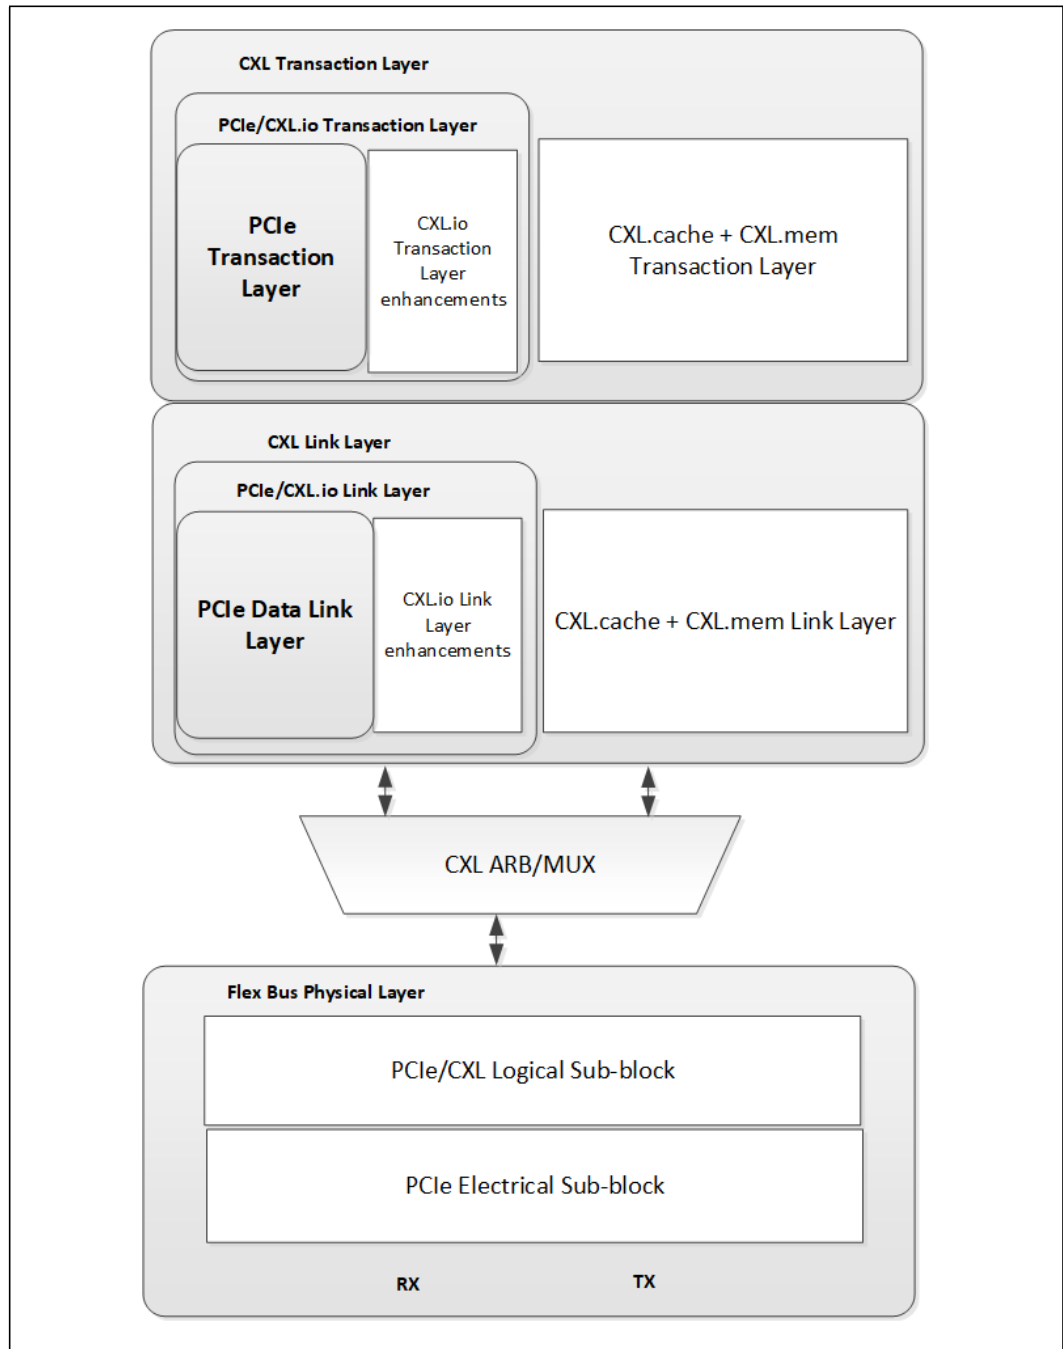 CXL Transaction Layer
PCIe/CXL.io Transaction Layer
PCIe
Transaction
Layer
CXL.io
Transaction
Layer
enhancements
CXL.cache + CXL.mem
Transaction Layer
CXL Link Layer
PCIe/CXL.io Link Layer
PCIe Data Link
Layer
CXL.io Link
Layer
enhancements
CXL.cache + CXL.mem Link Layer
CXL ARB/MUX
Flex Bus Physical Layer
PCIe/CXL Logical Sub-block
PCIe Electrical Sub-block
RX
TX